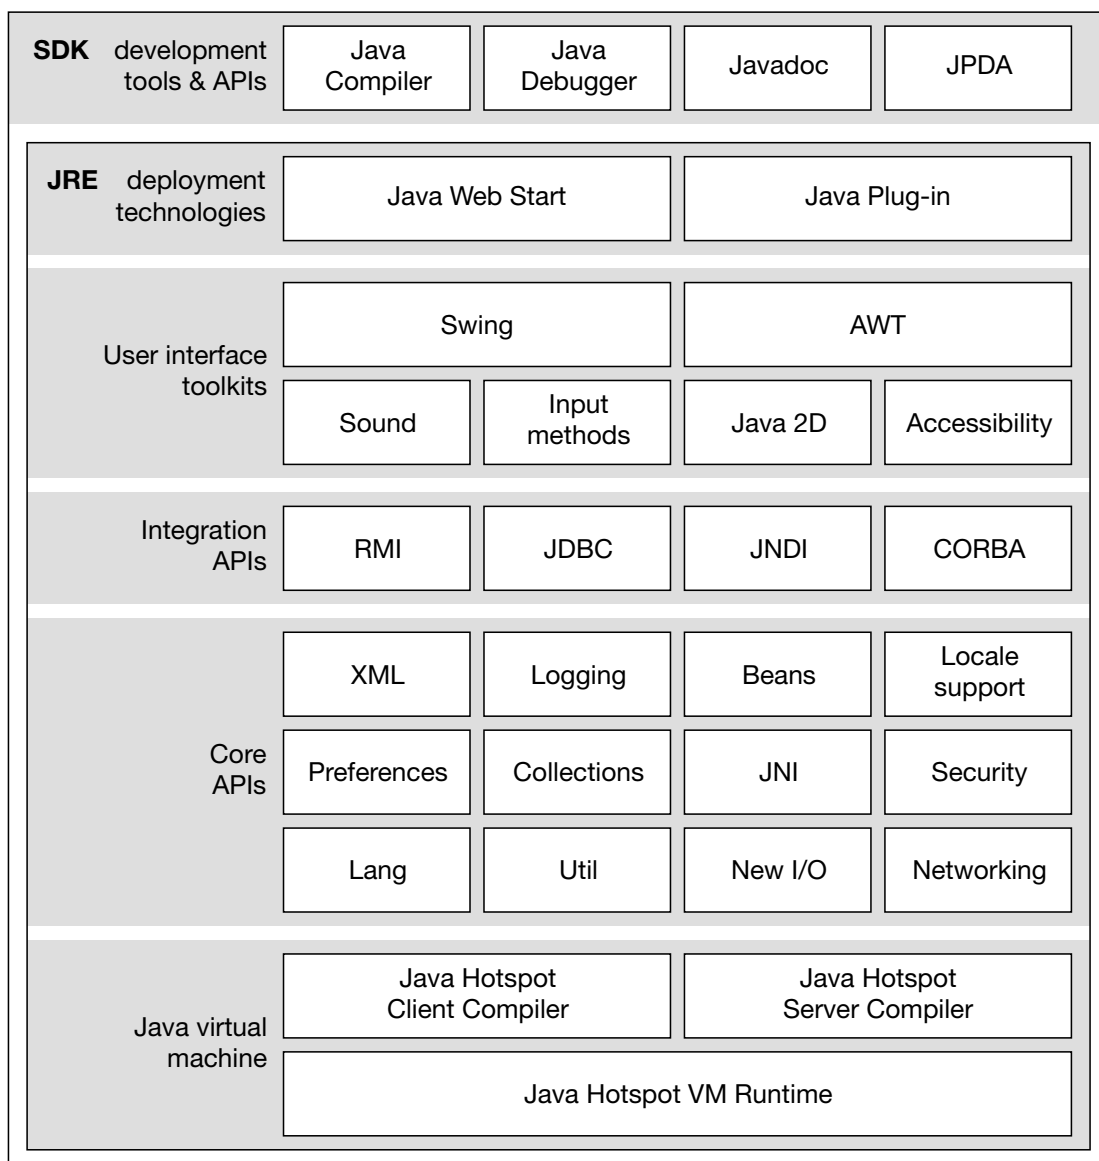 SDK development
tools & APIs
Java
Compiler
Java
Debugger
Javadoc
JPDA
JRE deployment
technologies
Java Web Start
Java Plug-in
User interface
toolkits
Swing
AWT
Sound
Input
methods
Java 2D
Accessibility
Integration
APIs
RMI
JDBC
JNDI
CORBA
Core
APIs
XML
Logging
Beans
Locale
support
Preferences
Collections
JNI
Security
Lang
Util
New I/O
Networking
Java virtual
machine
Java Hotspot
Client Compiler
Java Hotspot
Server Compiler
Java Hotspot VM Runtime